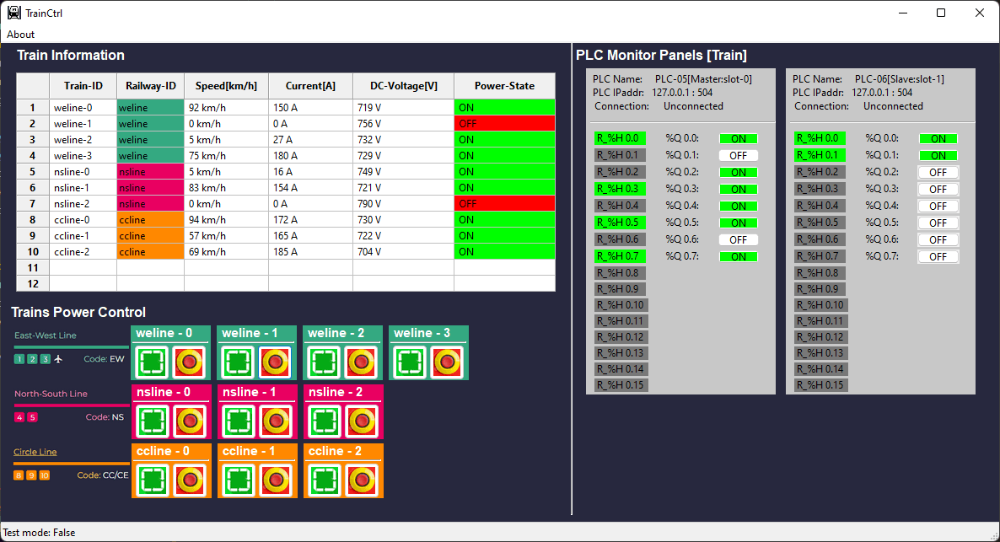 TrainCtrl
About
Train Information
Train-ID Railway-ID Speed[km/h] Current[A] DC-Voltage[V] Power-State
1 weline-0 weline 92 km/h 150 A 719 V ON
2 weline-1 weline 0 km/h 0 A 756 V OFF
3 weline-2 weline 5 km/h 27 A 732 V ON
4 weline-3 weline 75 km/h 180 A 729 V ON
5 nsline-0 nsline 5 km/h 16 A 749 V ON
6 nsline-1 nsline 83 km/h 154 A 721 V ON
7 nsline-2 nsline 0 km/h 0 A 790 V OFF
8 ccline-0 ccline 94 km/h 172 A 730 V ON
9 ccline-1 ccline 57 km/h 165 A 722 V ON
10 ccline-2 ccline 69 km/h 185 A 704 V ON
11
12
Trains Power Control
East-West Line
1 2 3
Code: EW
weline - 0 weline - 1 weline - 2 weline - 3
North-South Line
4 5
Code: NS
nsline - 0 nsline - 1 nsline - 2
Circle Line
8 9 10
Code: CC/CE
ccline - 0 ccline - 1 ccline - 2
PLC Monitor Panels [Train]
PLC Name: PLC-05[Master:slot-0]
PLC IPaddr: 127.0.0.1 : 504
Connection: Unconnected
R_%H 0.0 %Q 0.0: ON
R_%H 0.1 %Q 0.1: OFF
R_%H 0.2 %Q 0.2: ON
R_%H 0.3 %Q 0.3: ON
R_%H 0.4 %Q 0.4: ON
R_%H 0.5 %Q 0.5: ON
R_%H 0.6 %Q 0.6: OFF
R_%H 0.7 %Q 0.7: ON
R_%H 0.8
R_%H 0.9
R_%H 0.10
R_%H 0.11
R_%H 0.12
R_%H 0.13
R_%H 0.14
R_%H 0.15
PLC Name: PLC-06[Slave:slot-1]
PLC IPaddr: 127.0.0.1 : 504
Connection: Unconnected
R_%H 0.0 %Q 0.0: ON
R_%H 0.1 %Q 0.1: ON
R_%H 0.2 %Q 0.2: OFF
R_%H 0.3 %Q 0.3: OFF
R_%H 0.4 %Q 0.4: OFF
R_%H 0.5 %Q 0.5: OFF
R_%H 0.6 %Q 0.6: OFF
R_%H 0.7 %Q 0.7: OFF
R_%H 0.8
R_%H 0.9
R_%H 0.10
R_%H 0.11
R_%H 0.12
R_%H 0.13
R_%H 0.14
R_%H 0.15
Test mode: False